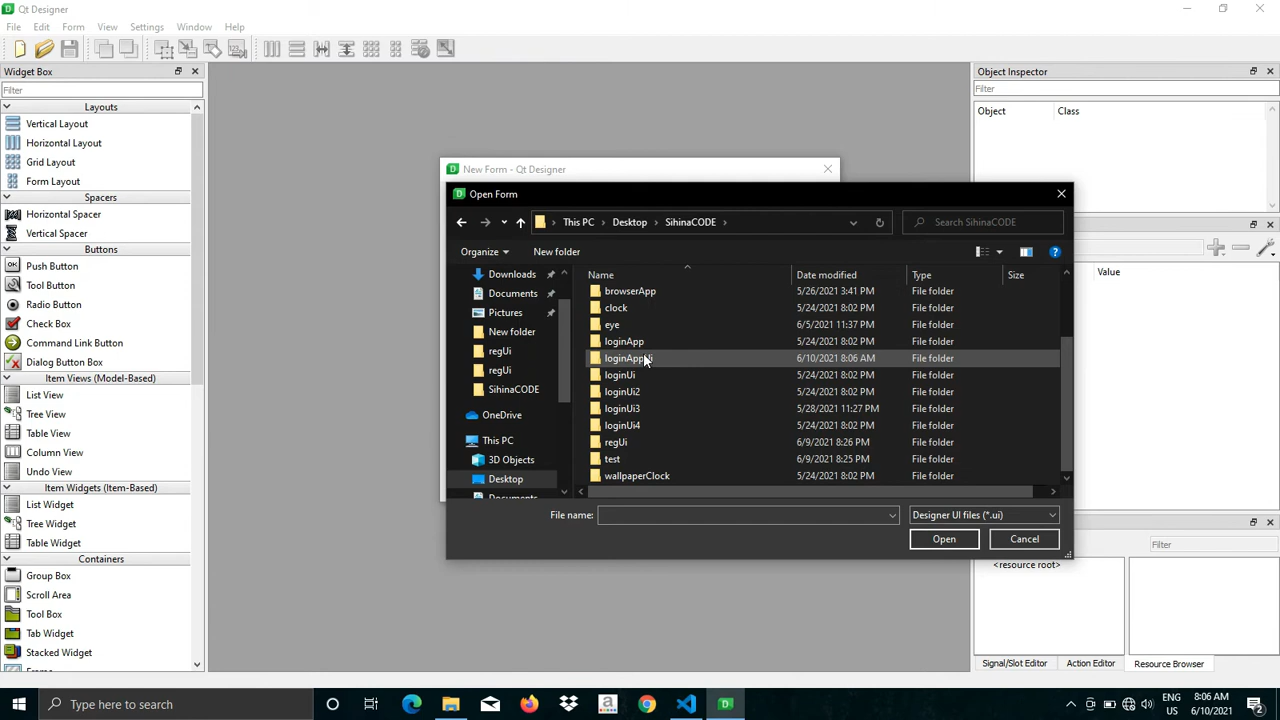 Qt Designer
File Edit Form View Settings Window Help
Widget Box
Filter
Layouts
Vertical Layout
Horizontal Layout
Grid Layout
Form Layout
Spacers
Horizontal Spacer
Vertical Spacer
Buttons
Push Button
Tool Button
Radio Button
Check Box
Command Link Button
Dialog Button Box
Item Views (Model-Based)
List View
Tree View
Table View
Column View
Undo View
Item Widgets (Item-Based)
List Widget
Tree Widget
Table Widget
Containers
Group Box
Scroll Area
Tool Box
Tab Widget
Stacked Widget
New Form - Qt Designer
Open Form
This PC > Desktop > SihinaCODE >
Search SihinaCODE
Organize New folder
Downloads
Documents
Pictures
New folder
regUi
regUi
SihinaCODE
OneDrive
This PC
3D Objects
Desktop
Documents
Name Date modified Type Size
browserApp 5/26/2021 3:41 PM File folder
clock 5/24/2021 8:02 PM File folder
eye 6/5/2021 11:37 PM File folder
loginApp 5/24/2021 8:02 PM File folder
loginAppUi 6/10/2021 8:06 AM File folder
loginUi 5/24/2021 8:02 PM File folder
loginUi2 5/24/2021 8:02 PM File folder
loginUi3 5/28/2021 11:27 PM File folder
loginUi4 5/24/2021 8:02 PM File folder
regUi 6/9/2021 8:26 PM File folder
test 6/9/2021 8:25 PM File folder
wallpaperClock 5/24/2021 8:02 PM File folder
File name: Designer UI files (*.ui)
Open Cancel
Object Inspector
Filter
Object Class
Value
Filter
<resource root>
Signal/Slot Editor Action Editor Resource Browser
Type here to search
ENG
US
8:06 AM
6/10/2021